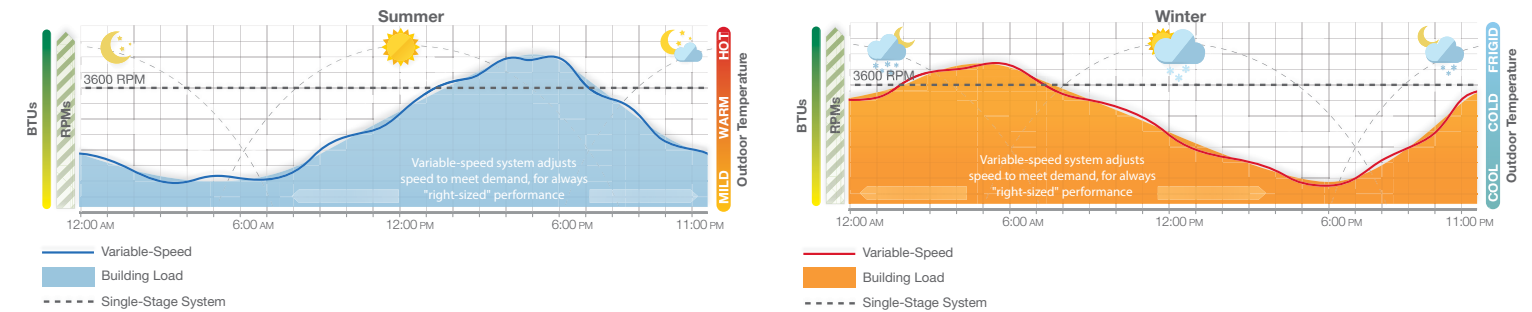 Summer
BTUs
RPMs
3600 RPM
HOT
WARM
MILD
Outdoor Temperature
Variable-speed system adjusts
speed to meet demand, for always
"right-sized" performance
12:00 AM
6:00 AM
12:00 PM
6:00 PM
11:00 PM
Variable-Speed
Building Load
Single-Stage System
Winter
BTUs
RPMs
3600 RPM
FRIGID
COLD
COOL
Outdoor Temperature
Variable-speed system adjusts
speed to meet demand, for always
"right-sized" performance
12:00 AM
6:00 AM
12:00 PM
6:00 PM
11:00 PM
Variable-Speed
Building Load
Single-Stage System